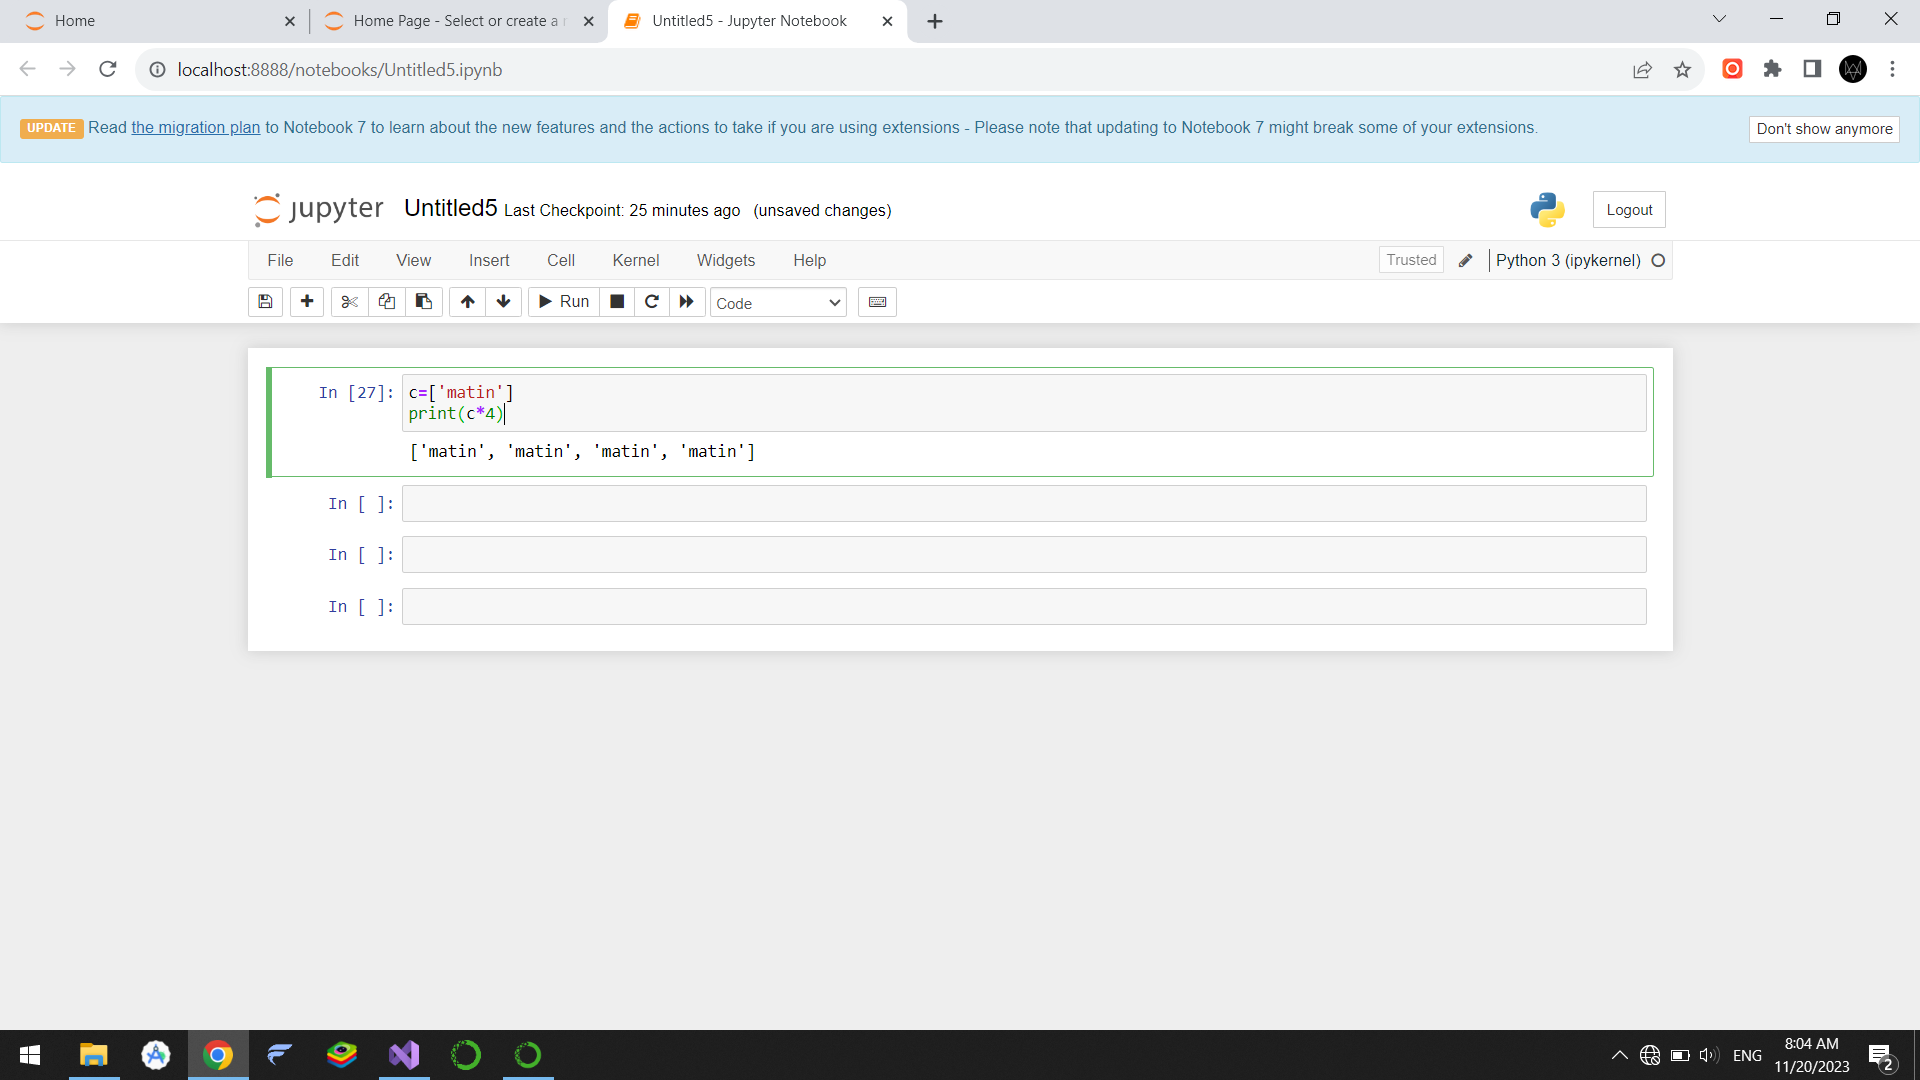 Home
Home Page - Select or create a
Untitled5 - Jupyter Notebook
localhost:8888/notebooks/Untitled5.ipynb
UPDATE Read the migration plan to Notebook 7 to learn about the new features and the actions to take if you are using extensions - Please note that updating to Notebook 7 might break some of your extensions.
Don't show anymore
jupyter Untitled5 Last Checkpoint: 25 minutes ago (unsaved changes)
Logout
File Edit View Insert Cell Kernel Widgets Help
Trusted
Python 3 (ipykernel)
Run
Code
In [27]: c=['matin']
print(c*4)
['matin', 'matin', 'matin', 'matin']
In [ ]:
In [ ]:
In [ ]:
ENG
8:04 AM
11/20/2023
2